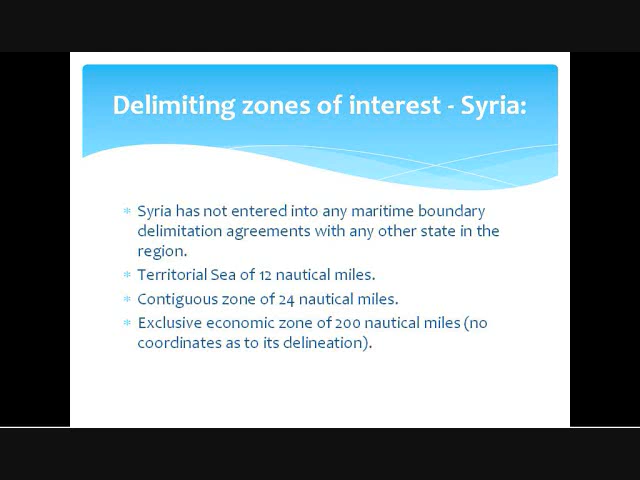 Delimiting zones of interest - Syria:
* Syria has not entered into any maritime boundary
delimitation agreements with any other state in the
region.
* Territorial Sea of 12 nautical miles.
* Contiguous zone of 24 nautical miles.
* Exclusive economic zone of 200 nautical miles (no
coordinates as to its delineation).